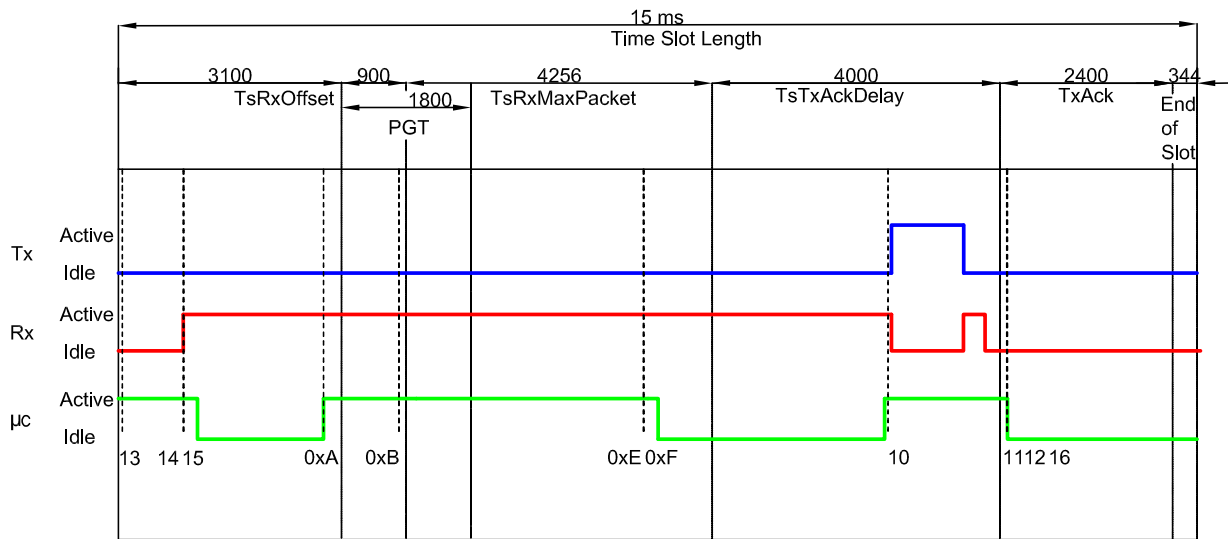 15 ms
Time Slot Length
3100 900 4256 4000 2400 344
TsRxOffset 1800 TsRxMaxPacket TsTxAckDelay TxAck End
PGT of
Slot
Active
Tx
Idle
Active
Rx
Idle
Active
µc
Idle
13 14 15 0xA 0xB 0xE 0xF 10 11 12 16